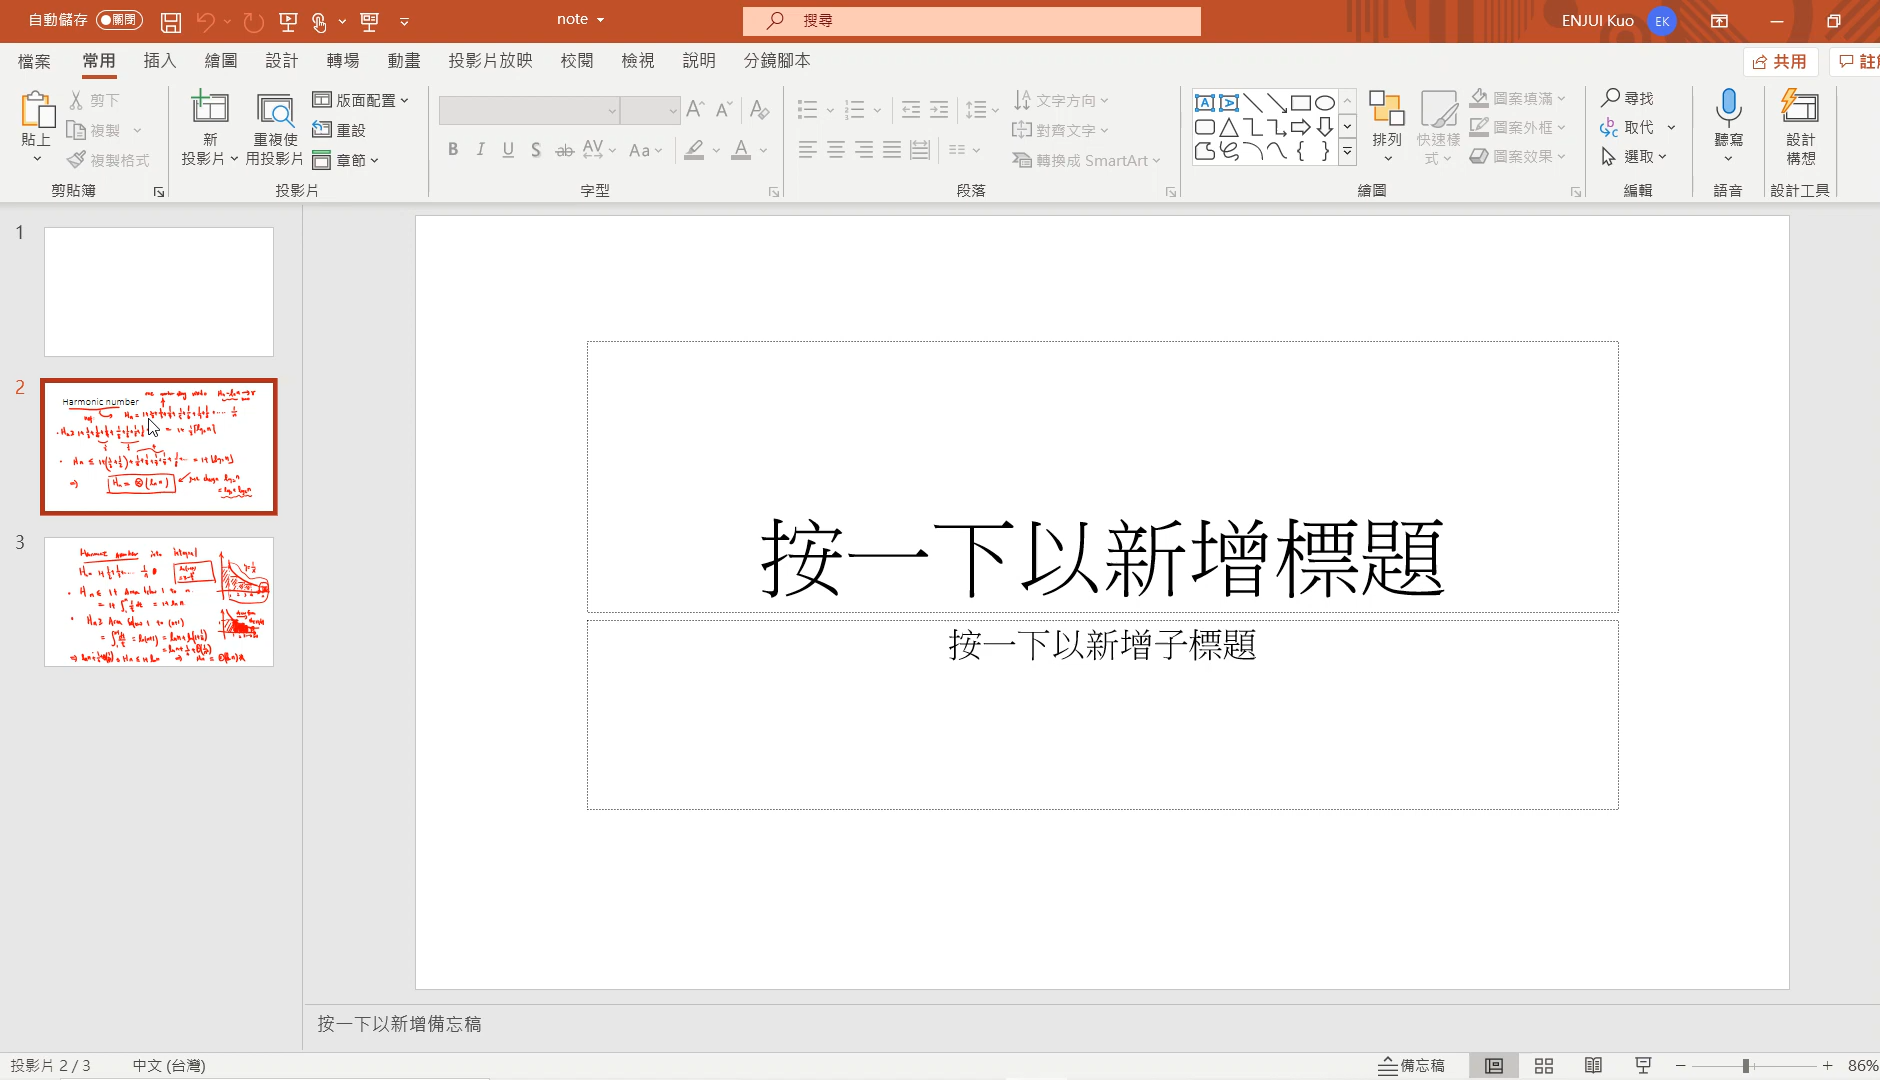 自動儲存 關閉
note
搜尋
ENJUI Kuo EK
檔案 常用 插入 繪圖 設計 轉場 動畫 投影片放映 校閱 檢視 說明 分鏡腳本
共用
貼上
剪下
複製
複製格式
剪貼簿
新
投影片
重複使
用投影片
版面配置
重設
章節
投影片
B I U S ab AV Aa A
字型
文字方向
對齊文字
轉換成 SmartArt
段落
排列
快速樣
式
圖案填滿
圖案外框
圖案效果
繪圖
尋找
取代
選取
編輯
聽寫
語音
設計
構想
設計工具
1
2
Harmonic number
3
按一下以新增標題
按一下以新增子標題
按一下以新增備忘稿
投影片 2 / 3
中文 (台灣)
備忘稿
86%